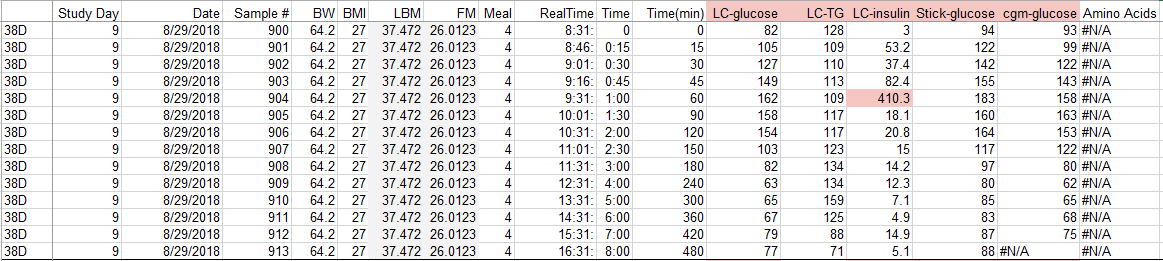 Study Day Date Sample # BW BMI LBM FM Meal RealTime Time Time(min) LC-glucose LC-TG LC-insulin Stick-glucose cgm-glucose Amino Acids
38D 9 8/29/2018 900 64.2 27 37.472 26.0123 4 8:31: 0 0 82 128 3 94 93 #N/A
38D 9 8/29/2018 901 64.2 27 37.472 26.0123 4 8:46: 0:15 15 105 109 53.2 122 99 #N/A
38D 9 8/29/2018 902 64.2 27 37.472 26.0123 4 9:01: 0:30 30 127 110 37.4 142 122 #N/A
38D 9 8/29/2018 903 64.2 27 37.472 26.0123 4 9:16: 0:45 45 149 113 82.4 155 143 #N/A
38D 9 8/29/2018 904 64.2 27 37.472 26.0123 4 9:31: 1:00 60 162 109 410.3 183 158 #N/A
38D 9 8/29/2018 905 64.2 27 37.472 26.0123 4 10:01: 1:30 90 158 117 18.1 160 163 #N/A
38D 9 8/29/2018 906 64.2 27 37.472 26.0123 4 10:31: 2:00 120 154 117 20.8 164 153 #N/A
38D 9 8/29/2018 907 64.2 27 37.472 26.0123 4 11:01: 2:30 150 103 123 15 117 122 #N/A
38D 9 8/29/2018 908 64.2 27 37.472 26.0123 4 11:31: 3:00 180 82 134 14.2 97 80 #N/A
38D 9 8/29/2018 909 64.2 27 37.472 26.0123 4 12:31: 4:00 240 63 134 12.3 80 62 #N/A
38D 9 8/29/2018 910 64.2 27 37.472 26.0123 4 13:31: 5:00 300 65 159 7.1 85 65 #N/A
38D 9 8/29/2018 911 64.2 27 37.472 26.0123 4 14:31: 6:00 360 67 125 4.9 83 68 #N/A
38D 9 8/29/2018 912 64.2 27 37.472 26.0123 4 15:31: 7:00 420 79 88 14.9 87 75 #N/A
38D 9 8/29/2018 913 64.2 27 37.472 26.0123 4 16:31: 8:00 480 77 71 5.1 88 #N/A #N/A